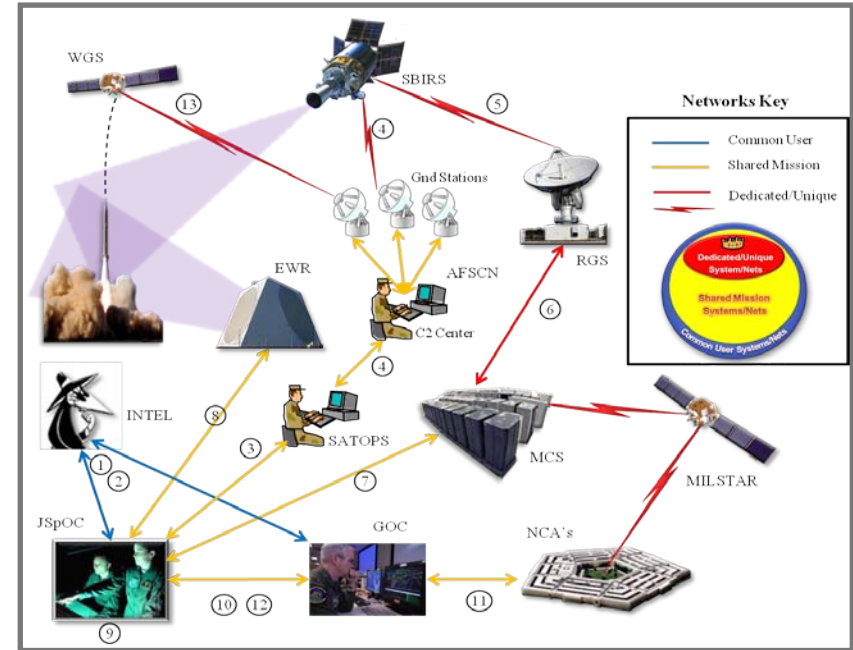 WGS
SBIRS
13
5
4
Networks Key
Common User
Shared Mission
Dedicated/Unique
Gnd Stations
RGS
Dedicated/Unique
System/Nets
Shared Mission
Systems/Nets
Common User Systems/Nets
EWR
AFSCN
C2 Center
6
4
INTEL
8
3
SATOPS
7
MCS
MILSTAR
1
2
JSpOC
GOC
NCA's
10
12
11
9